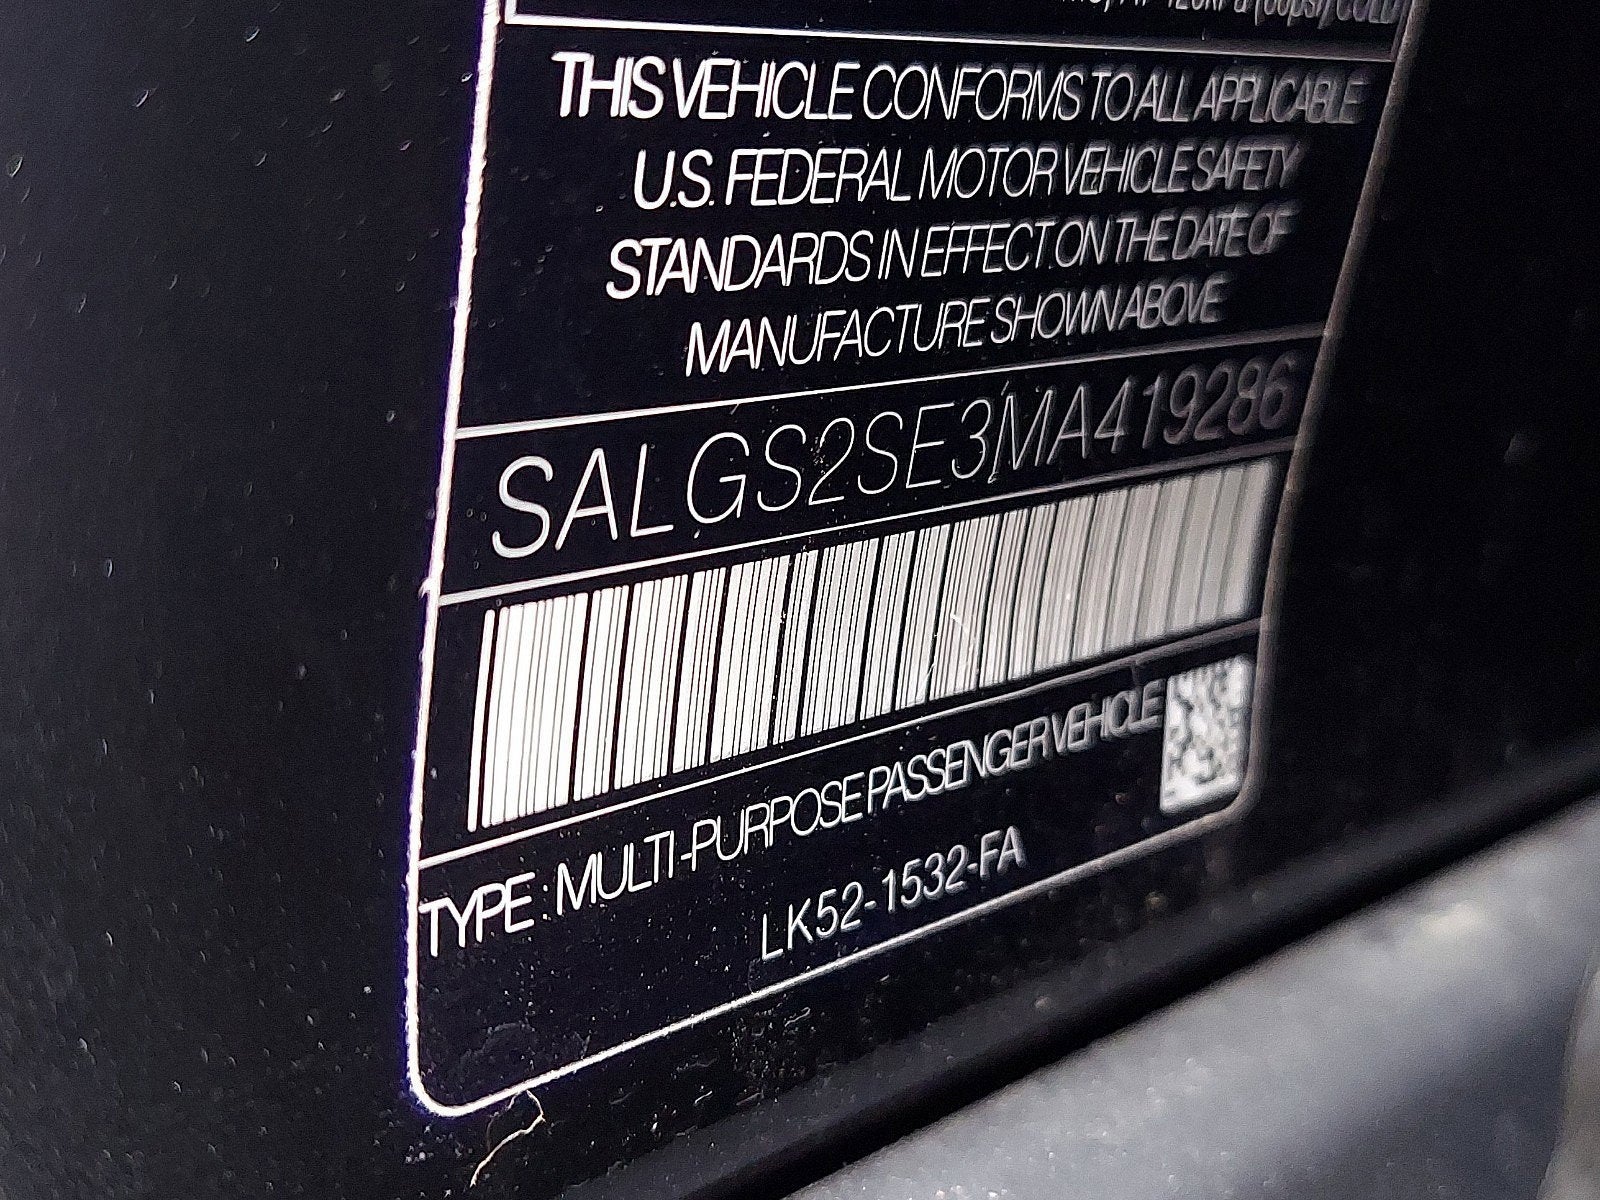 COLD
THIS VEHICLE CONFORMS TO ALL APPLICABLE
U.S. FEDERAL MOTOR VEHICLE SAFETY
STANDARDS IN EFFECT ON THE DATE OF
MANUFACTURE SHOWN ABOVE
SALGS2SE3MA419286
TYPE : MULTI-PURPOSE PASSENGER VEHICLE
LK52-1532-FA